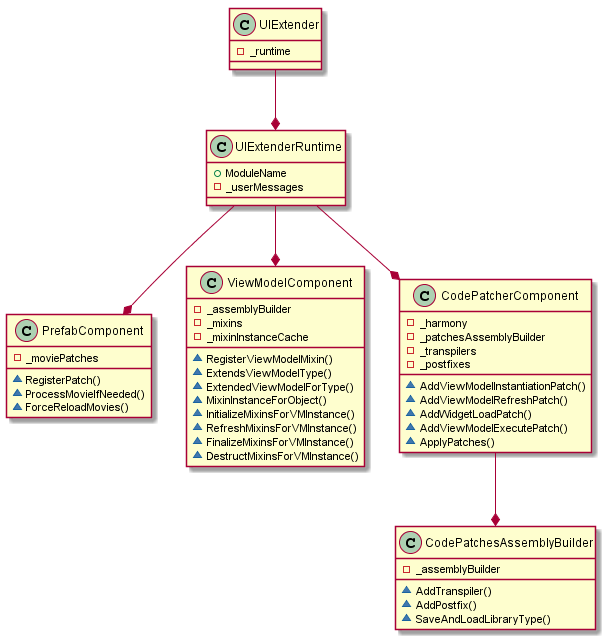 C UIExtender
_runtime
C UIExtenderRuntime
ModuleName
_userMessages
C PrefabComponent
_moviePatches
RegisterPatch()
ProcessMovieIfNeeded()
ForceReloadMovies()
C ViewModelComponent
_assemblyBuilder
_mixins
_mixinInstanceCache
RegisterViewModelMixin()
ExtendsViewModelType()
ExtendedViewModelForType()
MixinInstanceForObject()
InitializeMixinsForVMInstance()
RefreshMixinsForVMInstance()
FinalizeMixinsForVMInstance()
DestructMixinsForVMInstance()
C CodePatcherComponent
_harmony
_patchesAssemblyBuilder
_transpilers
_postfixes
AddViewModelInstantiationPatch()
AddViewModelRefreshPatch()
AddWidgetLoadPatch()
AddViewModelExecutePatch()
ApplyPatches()
C CodePatchesAssemblyBuilder
_assemblyBuilder
AddTranspiler()
AddPostfix()
SaveAndLoadLibraryType()